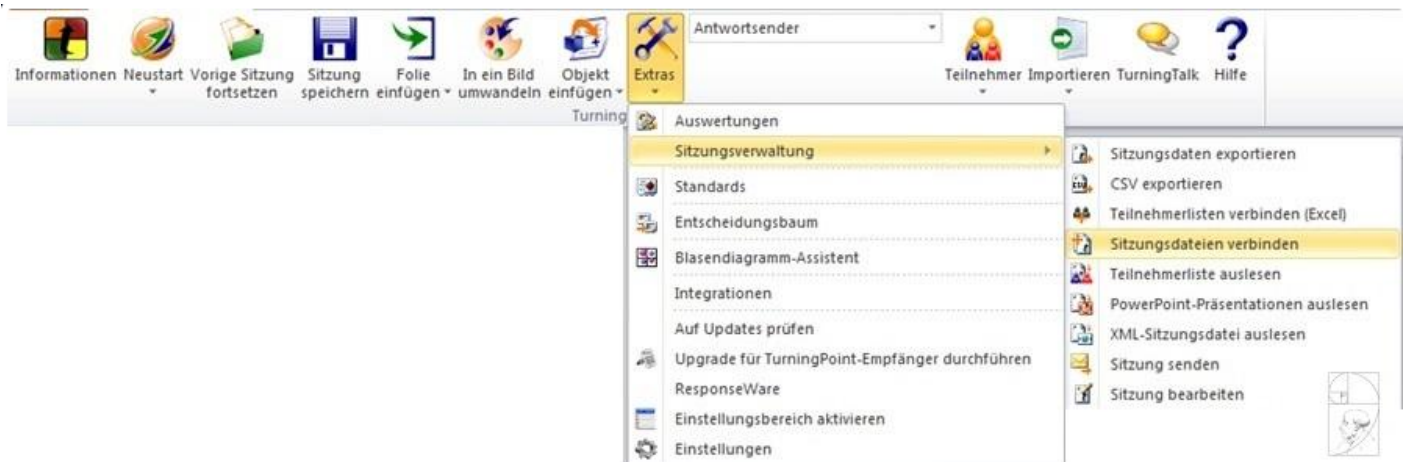 Antwortsender
Informationen
Neustart
Vorige Sitzung
fortsetzen
Sitzung
speichern
Folie
einfügen
In ein Bild
umwandeln
Objekt
einfügen
Extras
Teilnehmer
Importieren
TurningTalk
Hilfe
Turning
Auswertungen
Sitzungsverwaltung
Standards
Entscheidungsbaum
Blasendiagramm-Assistent
Integrationen
Auf Updates prüfen
Upgrade für TurningPoint-Empfänger durchführen
ResponseWare
Einstellungsbereich aktivieren
Einstellungen
Sitzungsdaten exportieren
CSV exportieren
Teilnehmerlisten verbinden (Excel)
Sitzungsdateien verbinden
Teilnehmerliste auslesen
PowerPoint-Präsentationen auslesen
XML-Sitzungsdatei auslesen
Sitzung senden
Sitzung bearbeiten